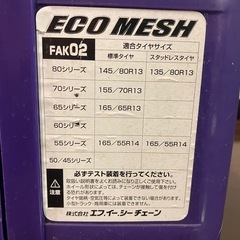 ECO MESH
FAK02 適合タイヤサイズ
標準タイヤ スタッドレスタイヤ
80シリーズ 145/80R13 135/80R13
70シリーズ 155/70R13
65シリーズ 165/65R13
60シリーズ
55シリーズ 165/55R14 165/55R14
50/45シリーズ
必ずテスト装着を行ってください。
注意
株式会社エフ.イー.シーチェーン